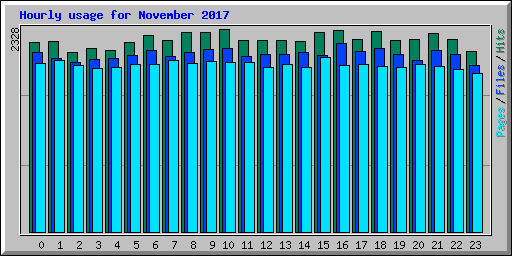 Hourly usage for November 2017
2328
Pages/Files/Hits
0 1 2 3 4 5 6 7 8 9 10 11 12 13 14 15 16 17 18 19 20 21 22 23